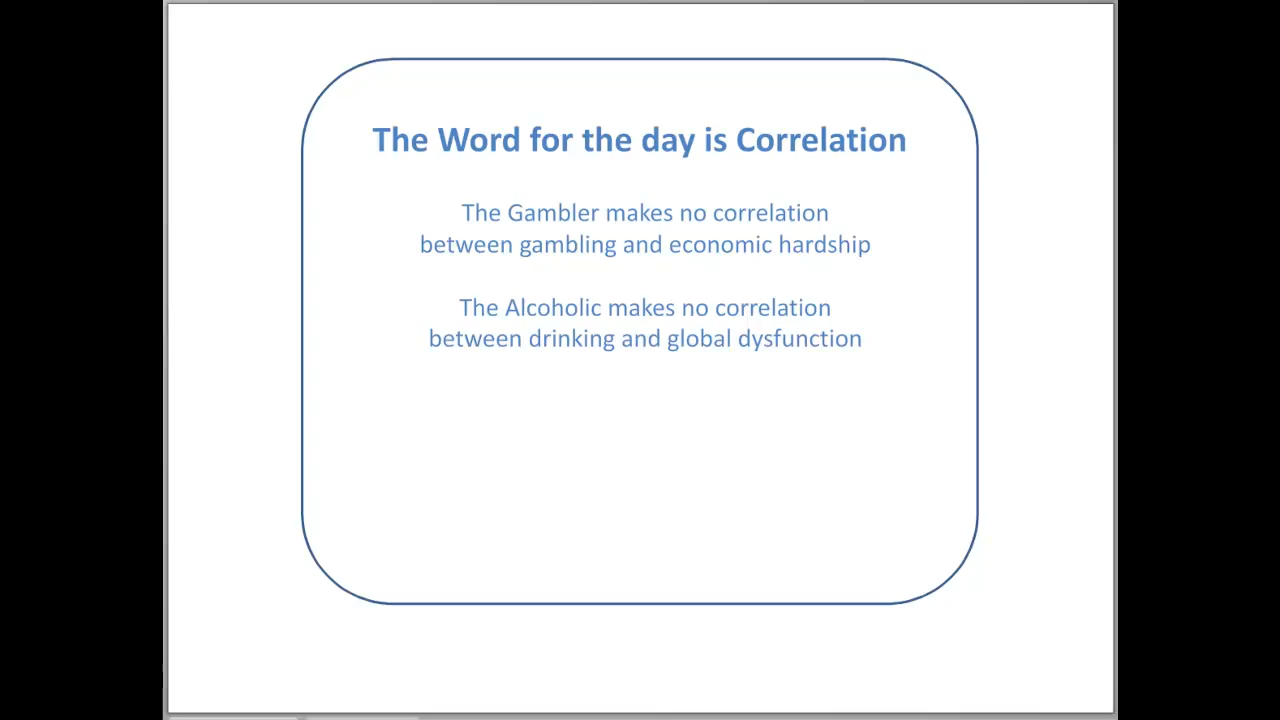 The Word for the day is Correlation
The Gambler makes no correlation
between gambling and economic hardship
The Alcoholic makes no correlation
between drinking and global dysfunction